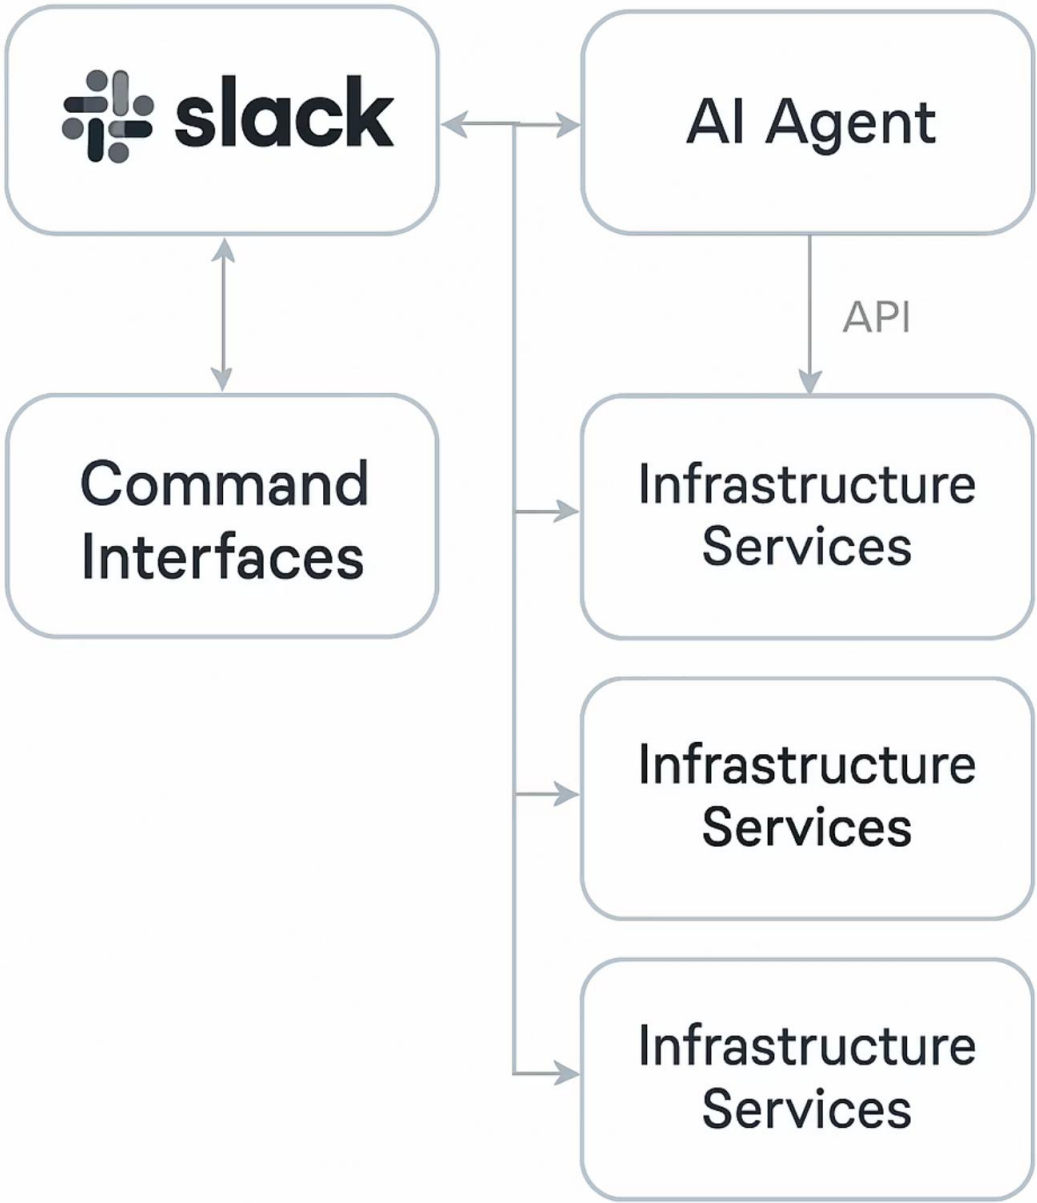 slack
AI Agent
API
Command
Interfaces
Infrastructure
Services
Infrastructure
Services
Infrastructure
Services